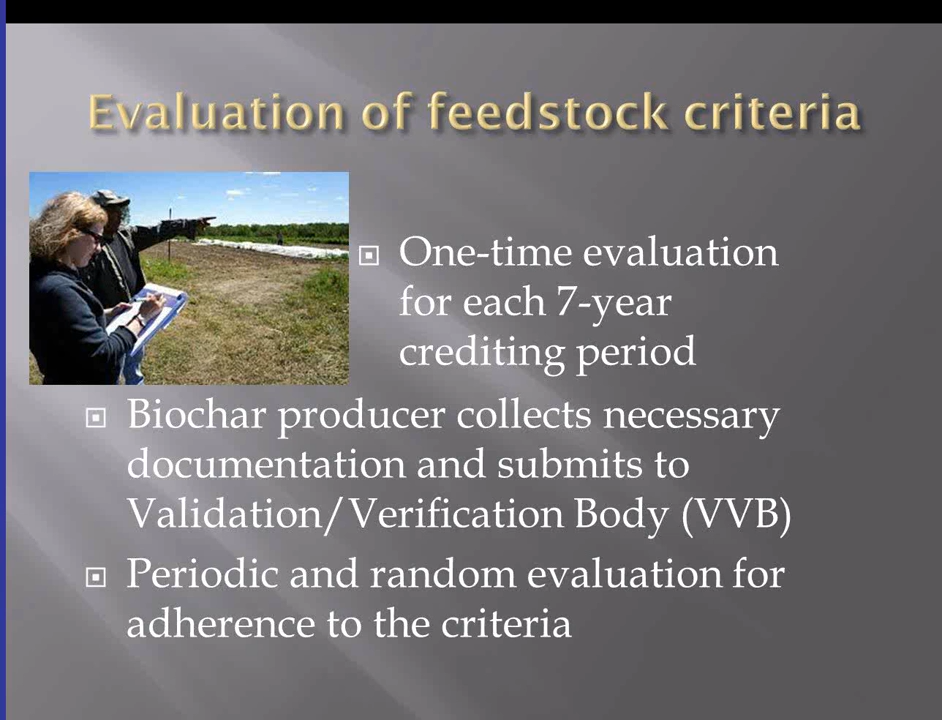 Evaluation of feedstock criteria
One-time evaluation
for each 7-year
crediting period
Biochar producer collects necessary
documentation and submits to
Validation/Verification Body (VVB)
Periodic and random evaluation for
adherence to the criteria